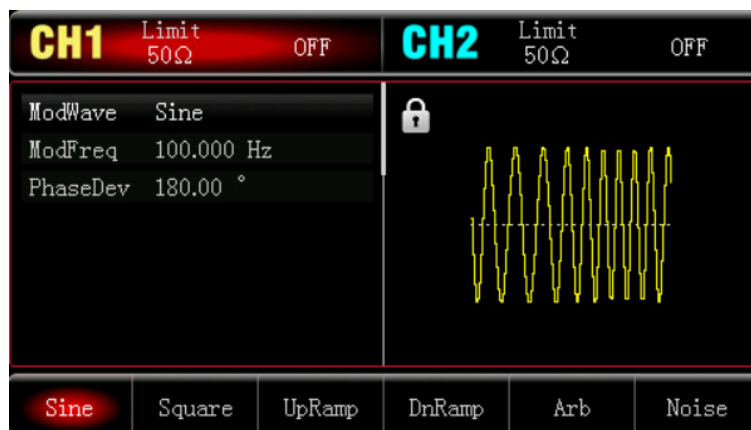 CH1 Limit 50Ω OFF CH2 Limit 50Ω OFF
ModWave Sine
ModFreq 100.000 Hz
PhaseDev 180.00 °
Sine Square UpRamp DnRamp Arb Noise